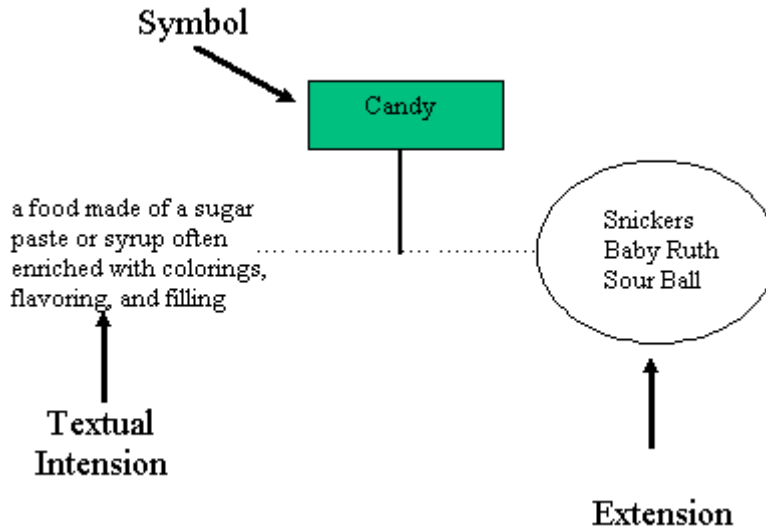 Symbol
Candy
a food made of a sugar
paste or syrup often
enriched with colorings,
flavoring, and filling
Snickers
Baby Ruth
Sour Ball
Textual
Intension
Extension